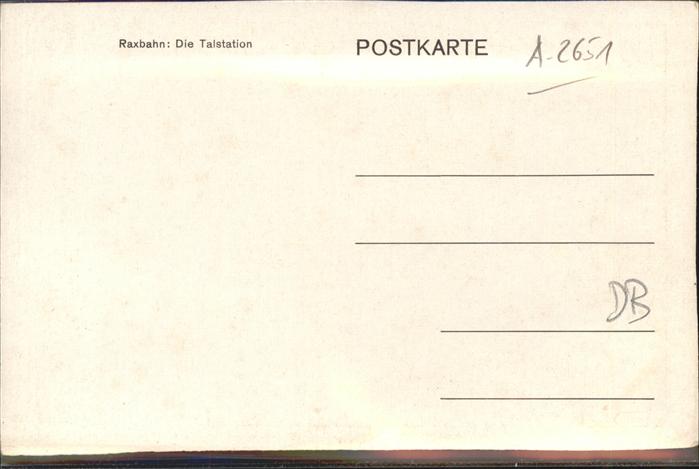 Raxbahn: Die Talstation
POSTKARTE
A-2651
DB